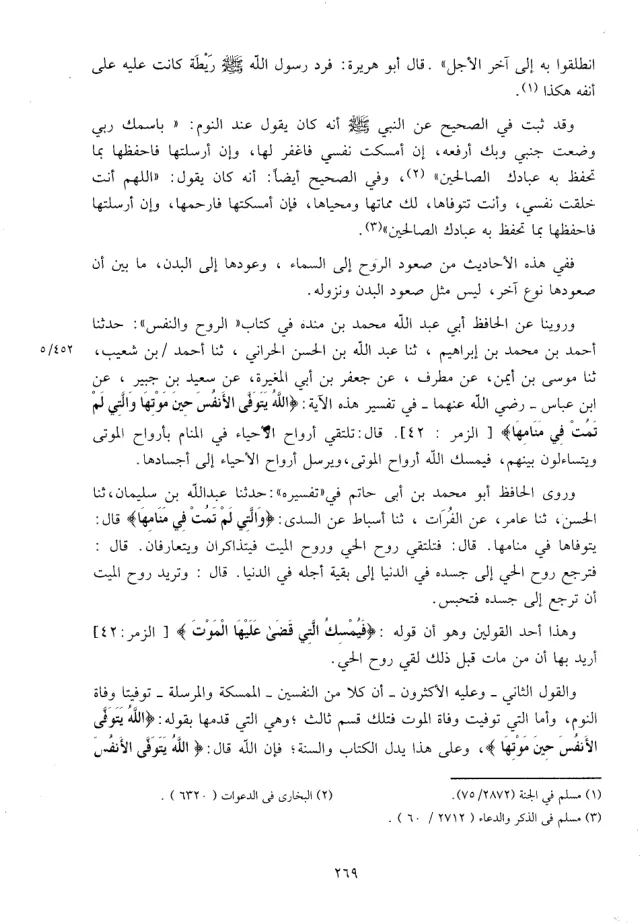 انطلقوا به إلى آخر الأجل» . قال أبو هريرة: فرد رسول الله ﷺ رَيْطَة كانت عليه على
أنفه هكذا (١).
وقد ثبت في الصحيح عن النبي ﷺ أنه كان يقول عند النوم: « باسمك ربي
وضعت جنبي وبك أرفعه، إن أمسكت نفسي فاغفر لها، وإن أرسلتها فاحفظها بما
تحفظ به عبادك الصالحين» (٢)، وفي الصحيح أيضاً: أنه كان يقول: «اللهم أنت
خلقت نفسي، وأنت تتوفاها، لك مماتها ومحياها، فإن أمسكتها فارحمها، وإن أرسلتها
فاحفظها بما تحفظ به عبادك الصالحين»(٣).
ففي هذه الأحاديث من صعود الروح إلى السماء ، وعودها إلى البدن، ما بين أن
صعودها نوع آخر، ليس مثل صعود البدن ونزوله.
وروينا عن الحافظ أبي عبد الله محمد بن منده في كتاب« الروح والنفس»: حدثنا
أحمد بن محمد بن إبراهيم ، ثنا عبد الله بن الحسن الحراني ، ثنا أحمد /بن شعيب، ٥/٤٥٢
ثنا موسى بن أيمن، عن مطرف ، عن جعفر بن أبي المغيرة، عن سعيد بن جبير ، عن
ابن عباس ـ رضي الله عنهما ـ في تفسير هذه الآية: ﴿اللَّهُ يَتَوَفَّى الأَنفُسَ حِينَ مَوْتِهَا وَالَّتِي لَمْ
تَمُتْ فِي مَنَامِهَا﴾ [ الزمر : ٤٢]. قال: تلتقي أرواح الأحياء في المنام بأرواح الموتى
ويتساءلون بينهم، فيمسك الله أرواح الموتى،ويرسل أرواح الأحياء إلى أجسادها.
وروى الحافظ أبو محمد بن أبى حاتم في«تفسيره»:حدثنا عبدالله بن سليمان،ثنا
الحسن، ثنا عامر، عن الفُرَات ، ثنا أسباط عن السدى: ﴿وَالَّتِي لَمْ تَمُتْ فِي مَنَامِهَا﴾ قال:
يتوفاها في منامها. قال: فتلتقي روح الحي وروح الميت فيتذاكران ويتعارفان. قال :
فترجع روح الحي إلى جسده في الدنيا إلى بقية أجله في الدنيا. قال : وتريد روح الميت
أن ترجع إلى جسده فتحبس.
وهذا أحد القولين وهو أن قوله : ﴿فَيُمْسِكُ الَّتِي قَضَىٰ عَلَيْهَا الْمَوْتَ ﴾ [ الزمر:٤٢]
أريد بها أن من مات قبل ذلك لقي روح الحي.
والقول الثاني ـ وعليه الأكثرون ـ أن كلا من النفسين ـ الممسكة والمرسلة ـ توفيتا وفاة
النوم، وأما التي توفيت وفاة الموت فتلك قسم ثالث ؛وهي التي قدمها بقوله: ﴿اللَّهُ يَتَوَفَّى
الأَنفُسَ حِينَ مَوْتِهَا ﴾، وعلى هذا يدل الكتاب والسنة؛ فإن الله قال: ﴿ اللَّهُ يَتَوَفَّى الأَنفُسَ
(١) مسلم في الجنة (٧٥/٢٨٧٢). (٢) البخارى فى الدعوات ( ٦٣٢٠ ) .
(٣) مسلم فى الذكر والدعاء ( ٢٧١٢ / ٦٠ ) .
٢٦٩